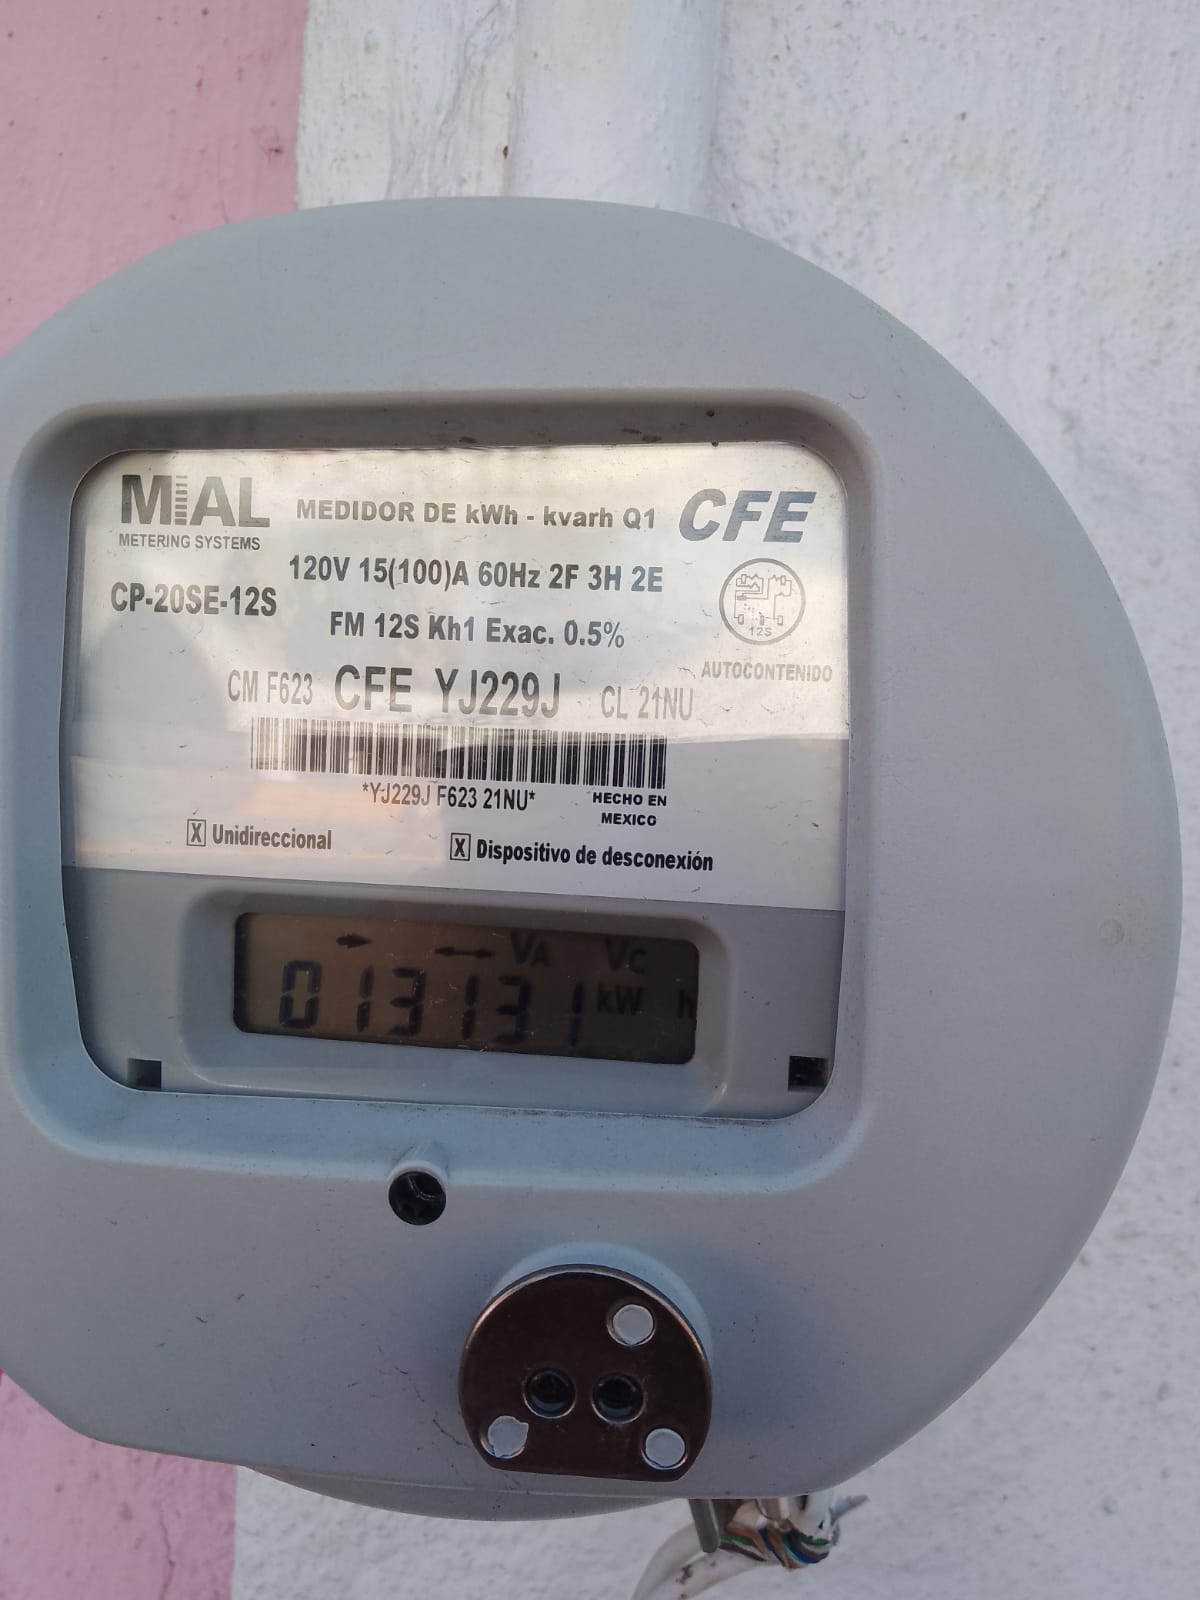 MIAL
METERING SYSTEMS
MEDIDOR DE kWh - kvarh Q1
CFE
120V 15(100)A 60Hz 2F 3H 2E
CP-20SE-12S
FM 12S Kh1 Exac. 0.5%
12S
AUTOCONTENIDO
CM F623 CFE YJ229J CL 21NU
*YJ229J F623 21NU*
HECHO EN
MEXICO
X Unidireccional
X Dispositivo de desconexión
VA VC
013131 kW h